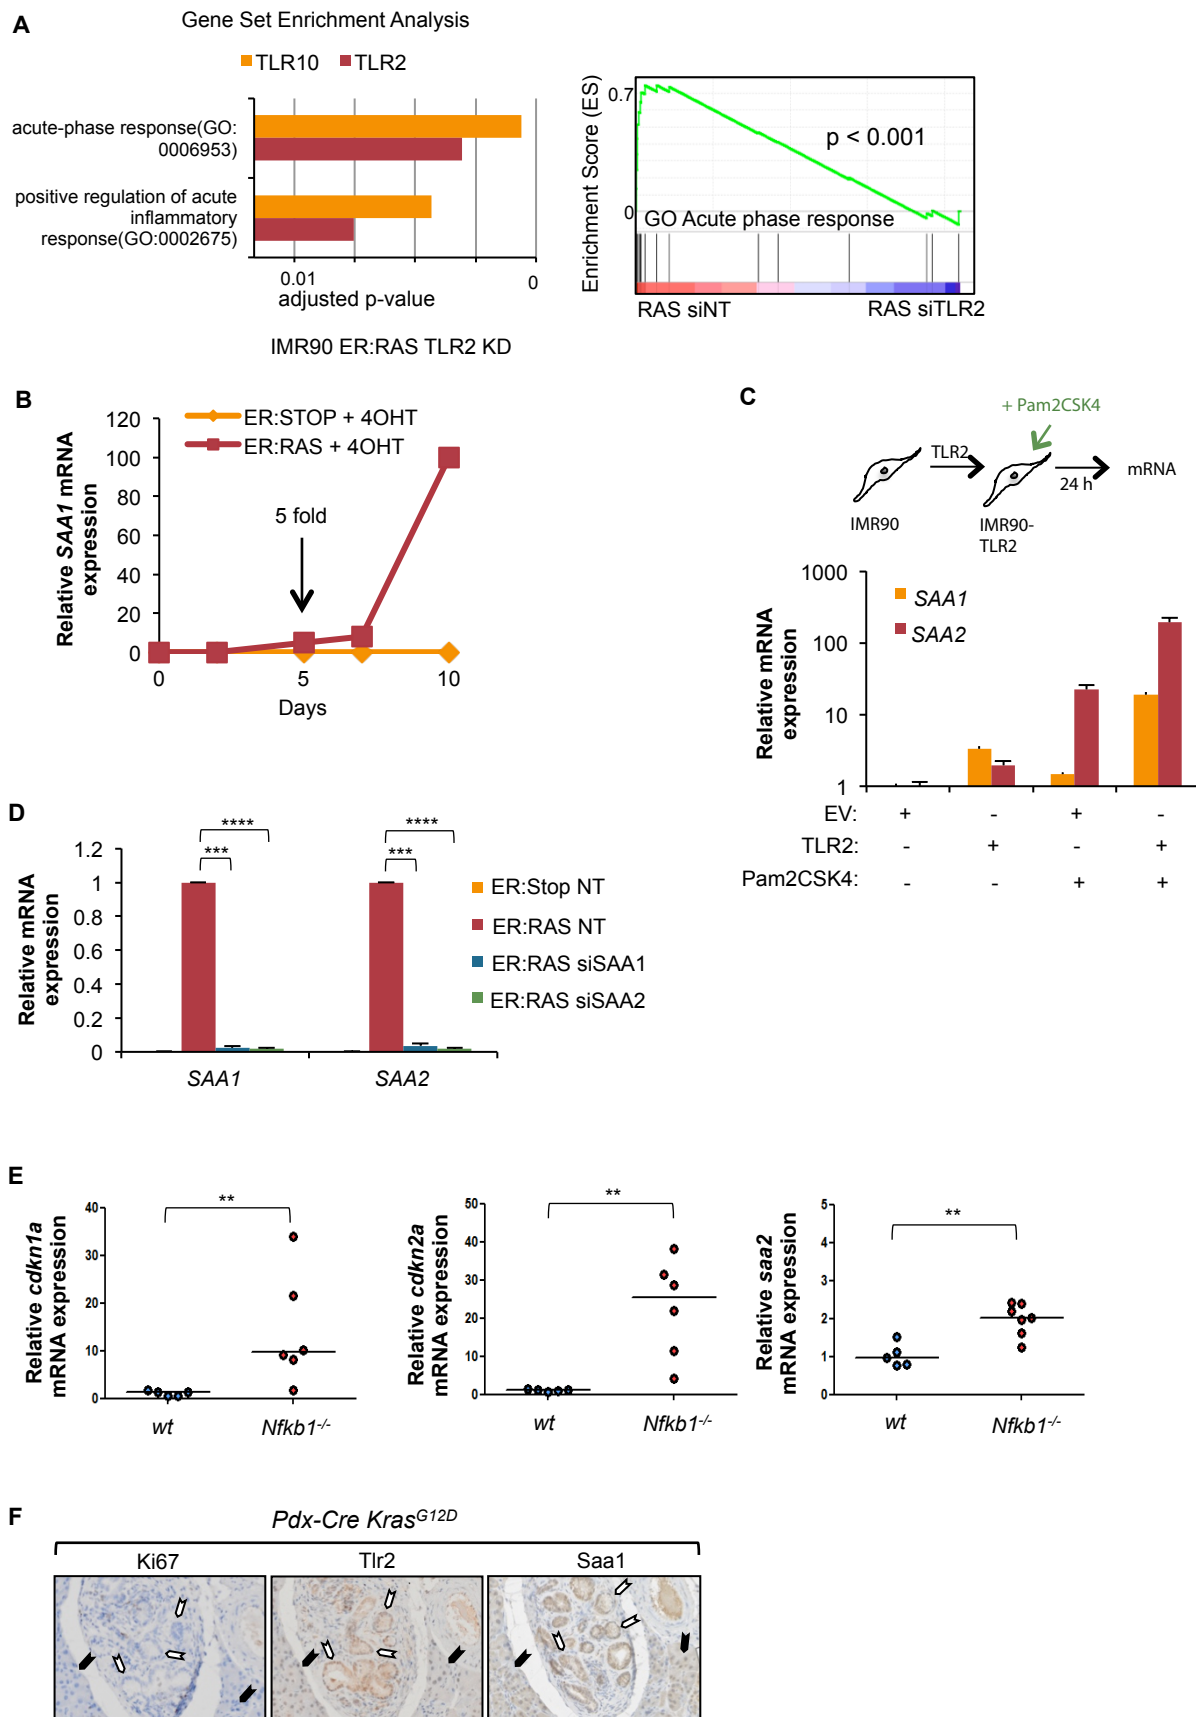 A
Gene Set Enrichment Analysis
TLR10 TLR2
acute-phase response(GO:
0006953)
positive regulation of acute
inflammatory
response(GO:0002675)
0.01 0
adjusted p-value
Enrichment Score (ES)
0.7
0
p < 0.001
GO Acute phase response
RAS siNT RAS siTLR2
IMR90 ER:RAS TLR2 KD
B
Relative SAA1 mRNA
expression
120
100
80
60
40
20
0
ER:STOP + 4OHT
ER:RAS + 4OHT
5 fold
0 5 10
Days
C
+ Pam2CSK4
TLR2
24 h
mRNA
IMR90
IMR90-
TLR2
Relative mRNA
expression
1000
100
10
1
SAA1
SAA2
EV: + - + -
TLR2: - + - +
Pam2CSK4: - - + +
D
Relative mRNA
expression
1.2
1
0.8
0.6
0.4
0.2
0
**** ****
*** ***
SAA1 SAA2
ER:Stop NT
ER:RAS NT
ER:RAS siSAA1
ER:RAS siSAA2
E
Relative cdkn1a
mRNA expression
40
30
20
10
0
**
wt Nfkb1-/-
Relative cdkn2a
mRNA expression
50
40
30
20
10
0
**
wt Nfkb1-/-
Relative saa2
mRNA expression
5
4
3
2
1
0
**
wt Nfkb1-/-
F
Pdx-Cre KrasG12D
Ki67 Tlr2 Saa1